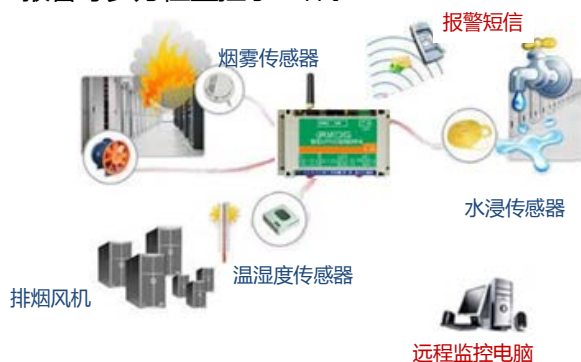 报警短信
烟雾传感器
水浸传感器
温湿度传感器
排烟风机
远程监控电脑